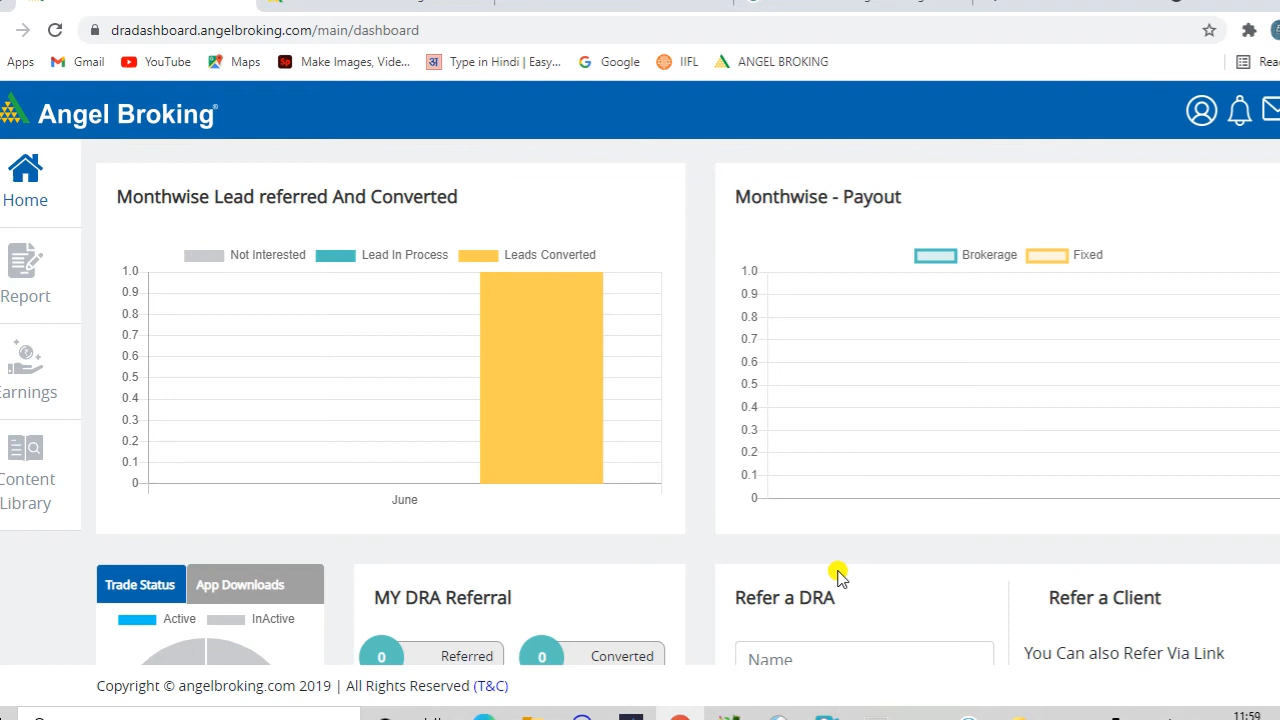 dradashboard.angelbroking.com/main/dashboard
Apps Gmail YouTube Maps Sp Make Images, Vide... अ Type in Hindi | Easy... Google IIFL ANGEL BROKING
Angel Broking
Home
Report
Content
Library
Monthwise Lead referred And Converted
Not Interested Lead In Process Leads Converted
1.0
0.9
0.8
0.7
0.6
0.5
0.4
0.3
0.2
0.1
0
June
Monthwise - Payout
Brokerage Fixed
1.0
0.9
0.8
0.7
0.6
0.5
0.4
0.3
0.2
0.1
0
Trade Status App Downloads
Active InActive
MY DRA Referral
0 Referred 0 Converted
Refer a DRA
Name
Refer a Client
You Can also Refer Via Link
Copyright © angelbroking.com 2019 | All Rights Reserved (T&C)
11:59